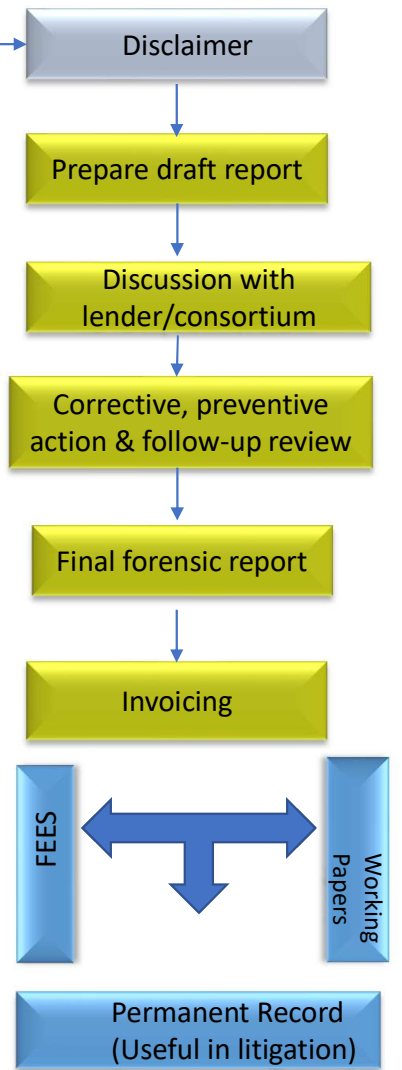 Disclaimer
Prepare draft report
Discussion with
lender/consortium
Corrective, preventive
action & follow-up review
Final forensic report
Invoicing
FEES
Working
Papers
Permanent Record
(Useful in litigation)